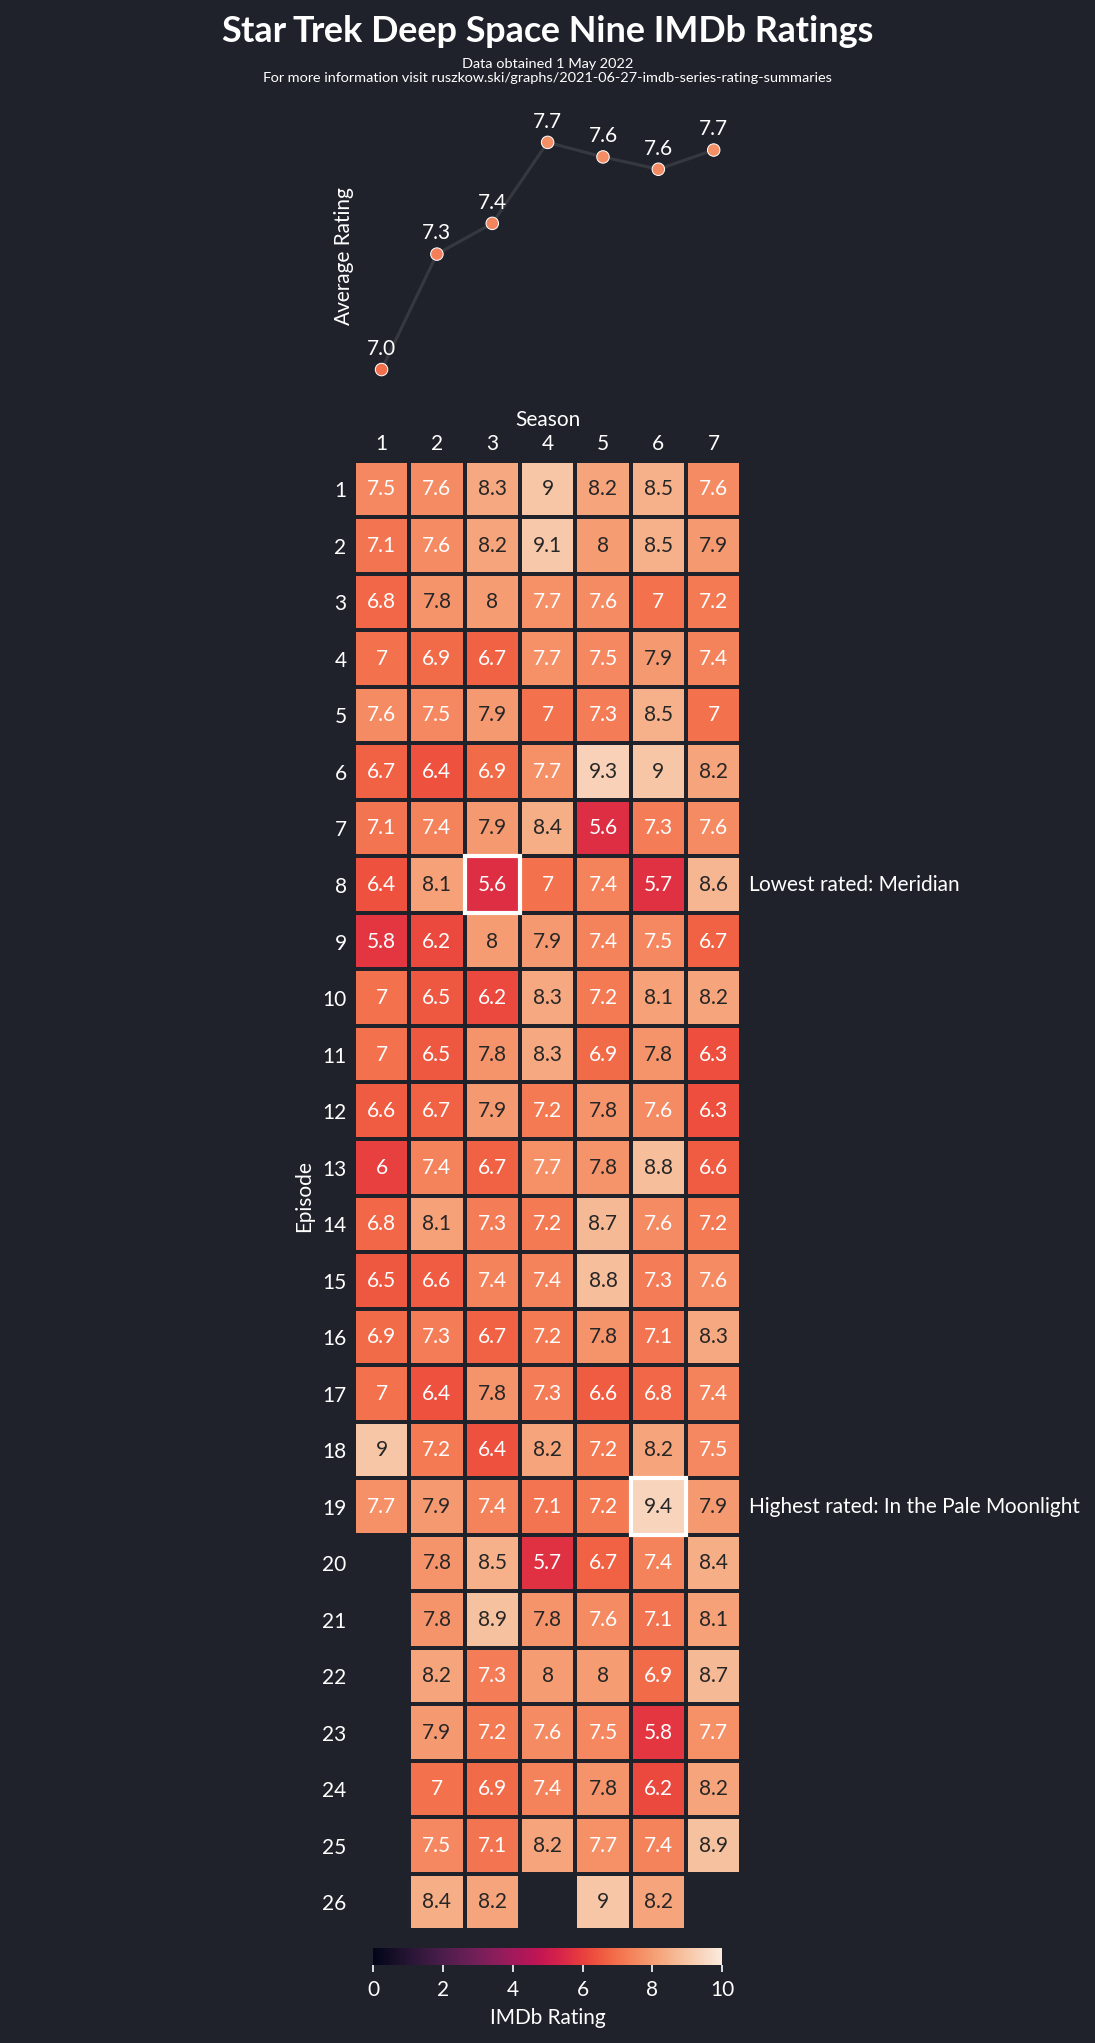 Star Trek Deep Space Nine IMDb Ratings
Data obtained 1 May 2022
For more information visit ruszkow.ski/graphs/2021-06-27-imdb-series-rating-summaries
Average Rating
7.0 7.3 7.4 7.7 7.6 7.6 7.7
Season
1 2 3 4 5 6 7
Episode
1 7.5 7.6 8.3 9 8.2 8.5 7.6
2 7.1 7.6 8.2 9.1 8 8.5 7.9
3 6.8 7.8 8 7.7 7.6 7 7.2
4 7 6.9 6.7 7.7 7.5 7.9 7.4
5 7.6 7.5 7.9 7 7.3 8.5 7
6 6.7 6.4 6.9 7.7 9.3 9 8.2
7 7.1 7.4 7.9 8.4 5.6 7.3 7.6
8 6.4 8.1 5.6 7 7.4 5.7 8.6 Lowest rated: Meridian
9 5.8 6.2 8 7.9 7.4 7.5 6.7
10 7 6.5 6.2 8.3 7.2 8.1 8.2
11 7 6.5 7.8 8.3 6.9 7.8 6.3
12 6.6 6.7 7.9 7.2 7.8 7.6 6.3
13 6 7.4 6.7 7.7 7.8 8.8 6.6
14 6.8 8.1 7.3 7.2 8.7 7.6 7.2
15 6.5 6.6 7.4 7.4 8.8 7.3 7.6
16 6.9 7.3 6.7 7.2 7.8 7.1 8.3
17 7 6.4 7.8 7.3 6.6 6.8 7.4
18 9 7.2 6.4 8.2 7.2 8.2 7.5
19 7.7 7.9 7.4 7.1 7.2 9.4 7.9 Highest rated: In the Pale Moonlight
20 7.8 8.5 5.7 6.7 7.4 8.4
21 7.8 8.9 7.8 7.6 7.1 8.1
22 8.2 7.3 8 8 6.9 8.7
23 7.9 7.2 7.6 7.5 5.8 7.7
24 7 6.9 7.4 7.8 6.2 8.2
25 7.5 7.1 8.2 7.7 7.4 8.9
26 8.4 8.2 9 8.2
0 2 4 6 8 10
IMDb Rating